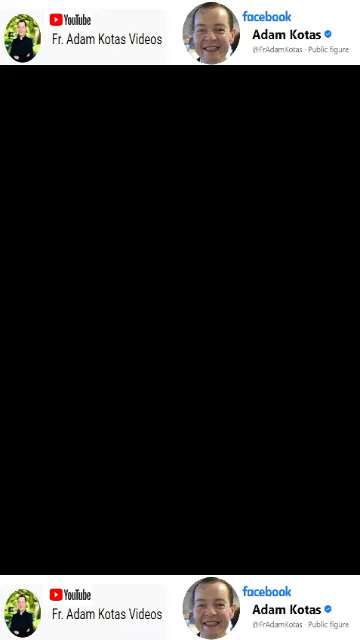 YouTube
Fr. Adam Kotas Videos
facebook
Adam Kotas
@FrAdamKotas · Public figure
YouTube
Fr. Adam Kotas Videos
facebook
Adam Kotas
@FrAdamKotas · Public figure